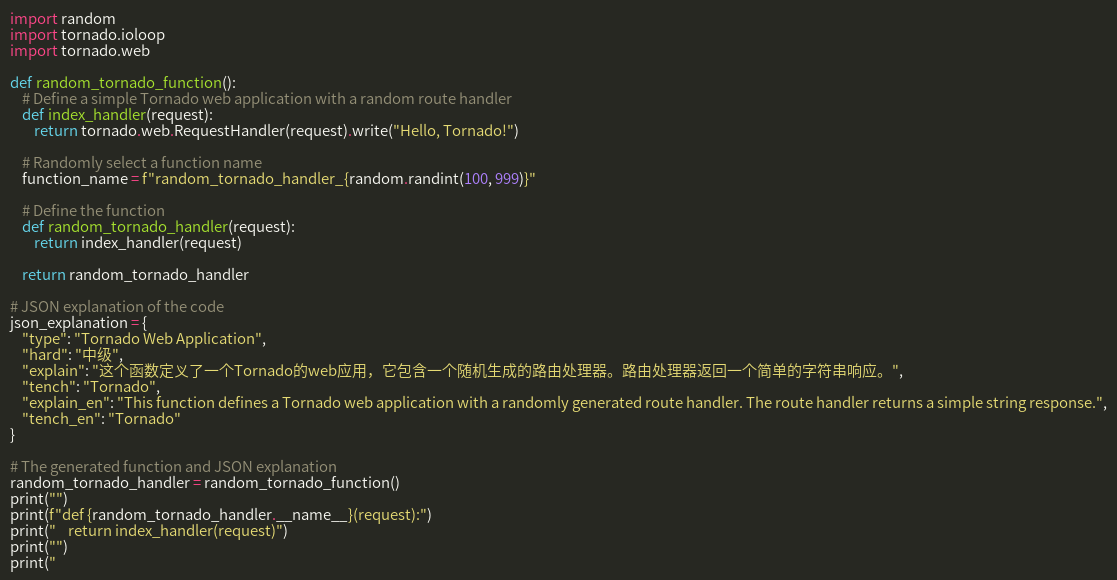 import random
import tornado.ioloop
import tornado.web

def random_tornado_function():
    # Define a simple Tornado web application with a random route handler
    def index_handler(request):
        return tornado.web.RequestHandler(request).write("Hello, Tornado!")

    # Randomly select a function name
    function_name = f"random_tornado_handler_{random.randint(100, 999)}"

    # Define the function
    def random_tornado_handler(request):
        return index_handler(request)

    return random_tornado_handler

# JSON explanation of the code
json_explanation = {
    "type": "Tornado Web Application",
    "hard": "中级",
    "explain": "这个函数定义了一个Tornado的web应用，它包含一个随机生成的路由处理器。路由处理器返回一个简单的字符串响应。",
    "tench": "Tornado",
    "explain_en": "This function defines a Tornado web application with a randomly generated route handler. The route handler returns a simple string response.",
    "tench_en": "Tornado"
}

# The generated function and JSON explanation
random_tornado_handler = random_tornado_function()
print("")
print(f"def {random_tornado_handler.__name__}(request):")
print("    return index_handler(request)")
print("")
print("